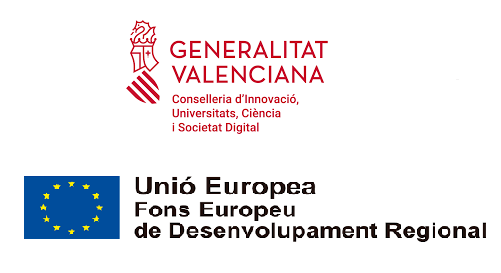 GENERALITAT
VALENCIANA
Conselleria d'Innovació,
Universitats, Ciència
i Societat Digital
Unió Europea
Fons Europeu
de Desenvolupament Regional